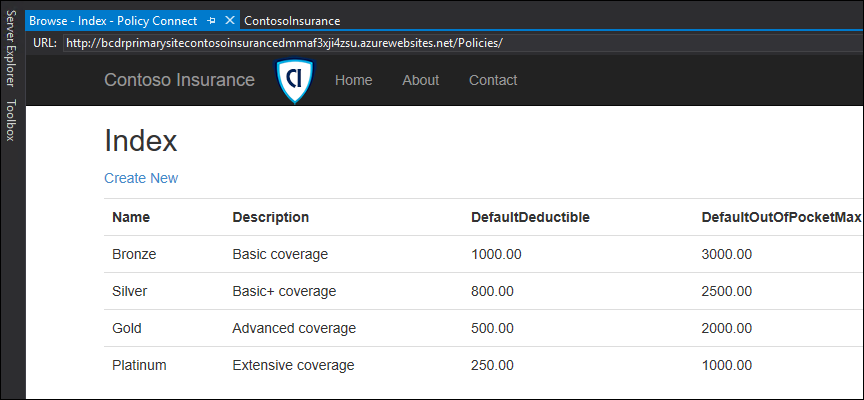 Server Explorer
Toolbox
Browse - Index - Policy Connect ContosoInsurance
URL: http://bcdrprimarysitecontosoinsurancedmmaf3xji4zsu.azurewebsites.net/Policies/
Contoso Insurance CI Home About Contact
Index
Create New
Name Description DefaultDeductible DefaultOutOfPocketMax
Bronze Basic coverage 1000.00 3000.00
Silver Basic+ coverage 800.00 2500.00
Gold Advanced coverage 500.00 2000.00
Platinum Extensive coverage 250.00 1000.00